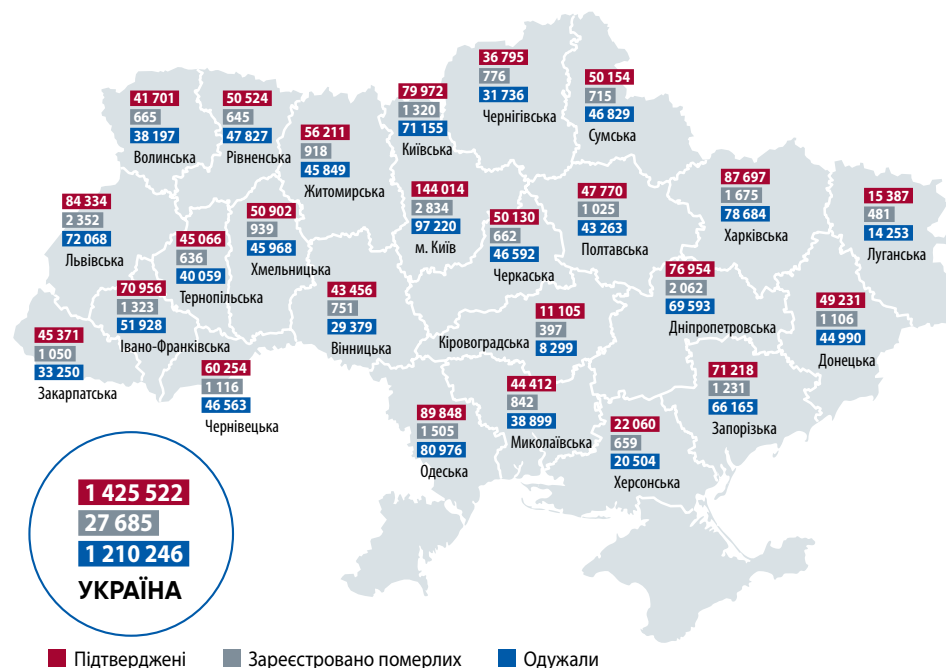 36 795
776
31 736
Чернігівська
50 154
715
46 829
Сумська
41 701
665
38 197
Волинська
50 524
645
47 827
Рівненська
79 972
1 320
71 155
Київська
56 211
918
45 849
Житомирська
87 697
1 675
78 684
Харківська
15 387
481
14 253
Луганська
84 334
2 352
72 068
Львівська
50 902
939
45 968
Хмельницька
144 014
2 834
97 220
м. Київ
50 130
662
46 592
Черкаська
47 770
1 025
43 263
Полтавська
45 066
636
40 059
Тернопільська
76 954
2 062
69 593
Дніпропетровська
49 231
1 106
44 990
Донецька
70 956
1 323
51 928
Івано-Франківська
43 456
751
29 379
Вінницька
11 105
397
8 299
Кіровоградська
45 371
1 050
33 250
Закарпатська
60 254
1 116
46 563
Чернівецька
71 218
1 231
66 165
Запорізька
89 848
1 505
80 976
Одеська
44 412
842
38 899
Миколаївська
22 060
659
20 504
Херсонська
1 425 522
27 685
1 210 246
УКРАЇНА
Підтверджені
Зареєстровано померлих
Одужали